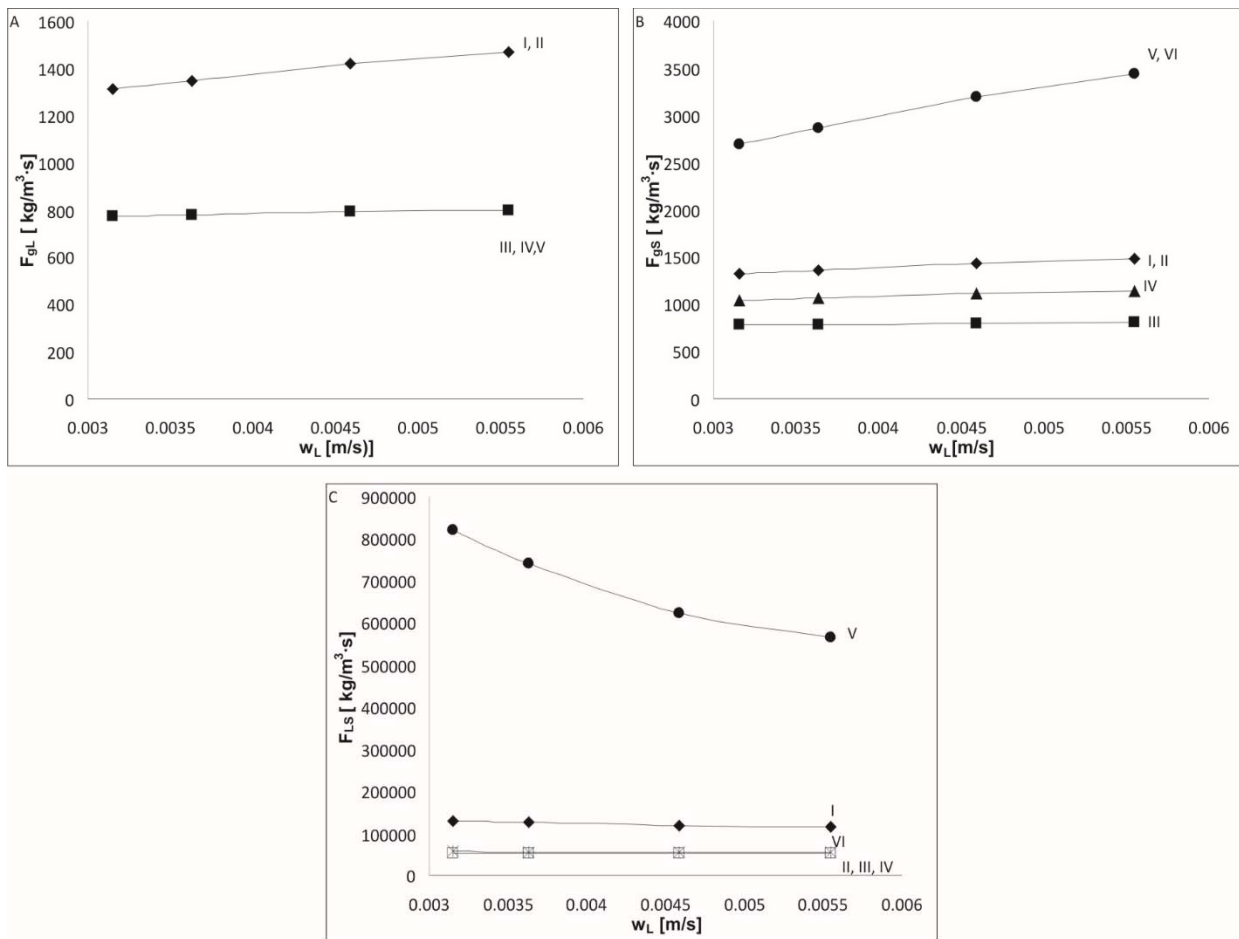 A
1600
1400
1200
1000
800
600
400
200
0
F_gL [ kg/m³·s]
I, II
III, IV,V
0.003 0.0035 0.004 0.0045 0.005 0.0055 0.006
w_L [m/s)]
B
4000
3500
3000
2500
2000
1500
1000
500
0
F_gs [ kg/m³·s]
V, VI
I, II
IV
III
0.003 0.0035 0.004 0.0045 0.005 0.0055 0.006
w_L[m/s]
C
900000
800000
700000
600000
500000
400000
300000
200000
100000
0
F_Ls [ kg/m³·s]
V
I
VI
II, III, IV
0.003 0.0035 0.004 0.0045 0.005 0.0055 0.006
w_L [m/s]